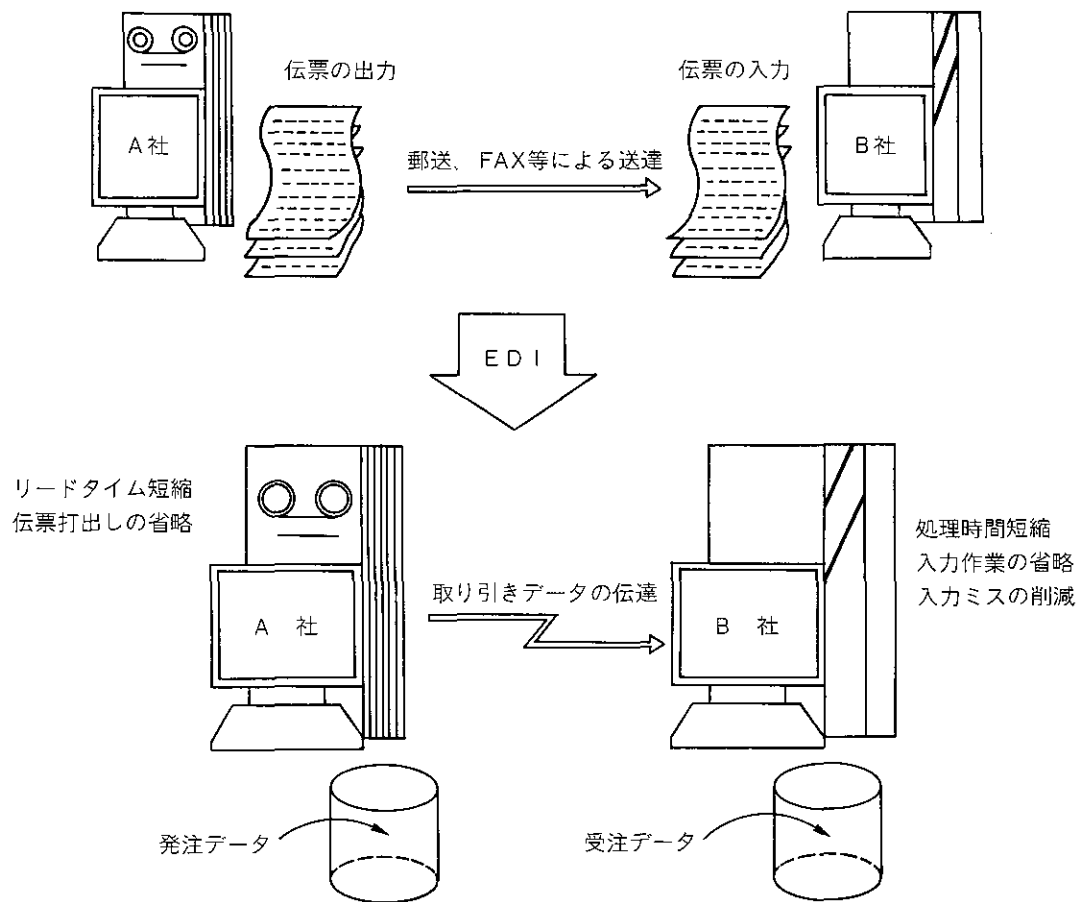 伝票の出力
伝票の入力
A社
B社
郵送、FAX等による送達
EDI
リードタイム短縮
伝票打出しの省略
処理時間短縮
入力作業の省略
入力ミスの削減
取り引きデータの伝達
A 社
B 社
発注データ
受注データ